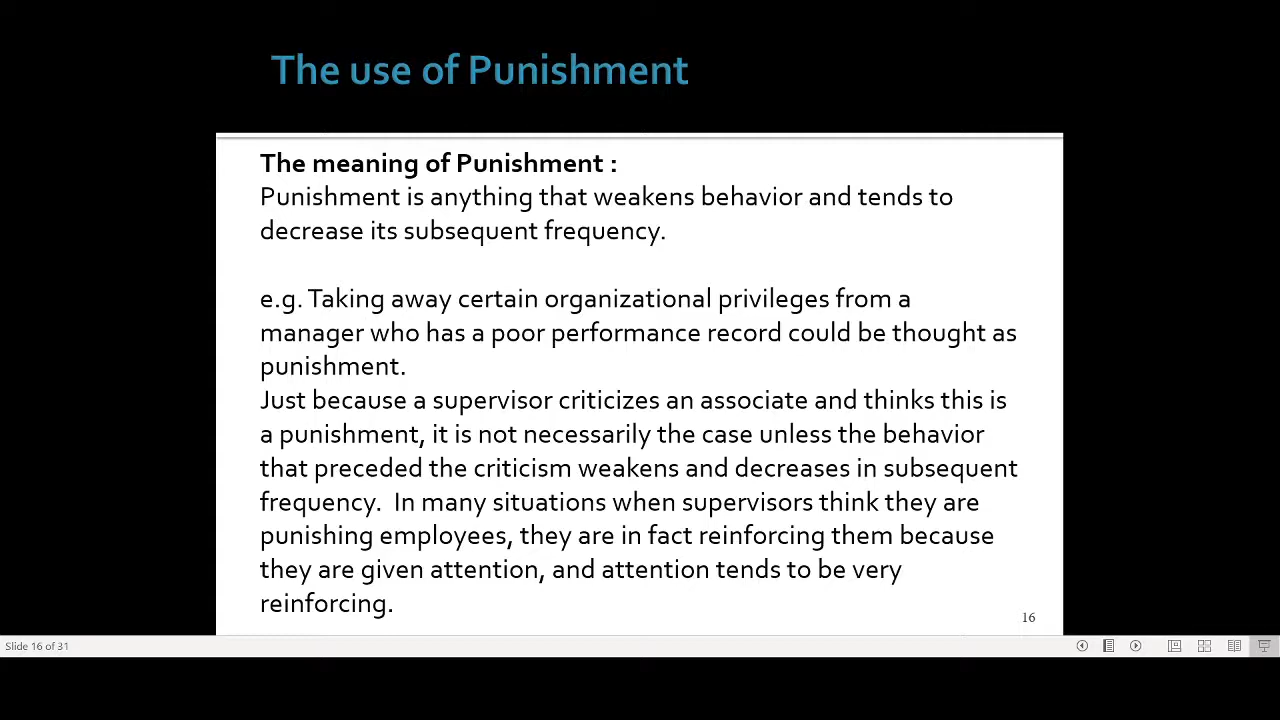 The use of Punishment
The meaning of Punishment :
Punishment is anything that weakens behavior and tends to
decrease its subsequent frequency.
e.g. Taking away certain organizational privileges from a
manager who has a poor performance record could be thought as
punishment.
Just because a supervisor criticizes an associate and thinks this is
a punishment, it is not necessarily the case unless the behavior
that preceded the criticism weakens and decreases in subsequent
frequency.  In many situations when supervisors think they are
punishing employees, they are in fact reinforcing them because
they are given attention, and attention tends to be very
reinforcing.
16
Slide 16 of 31